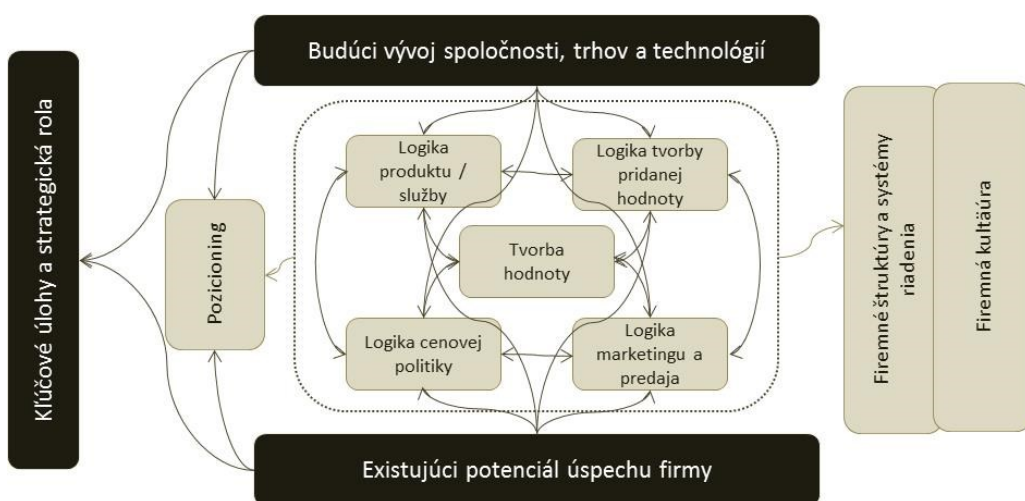 Budúci vývoj spoločnosti, trhov a technológií
Kľúčové úlohy a strategická rola
Pozicioning
Logika
produktu /
služby
Logika tvorby
pridanej
hodnoty
Tvorba
hodnoty
Logika cenovej
politiky
Logika
marketingu a
predaja
Firemné štruktúry a systémy
riadenia
Firemná kultáúra
Existujúci potenciál úspechu firmy